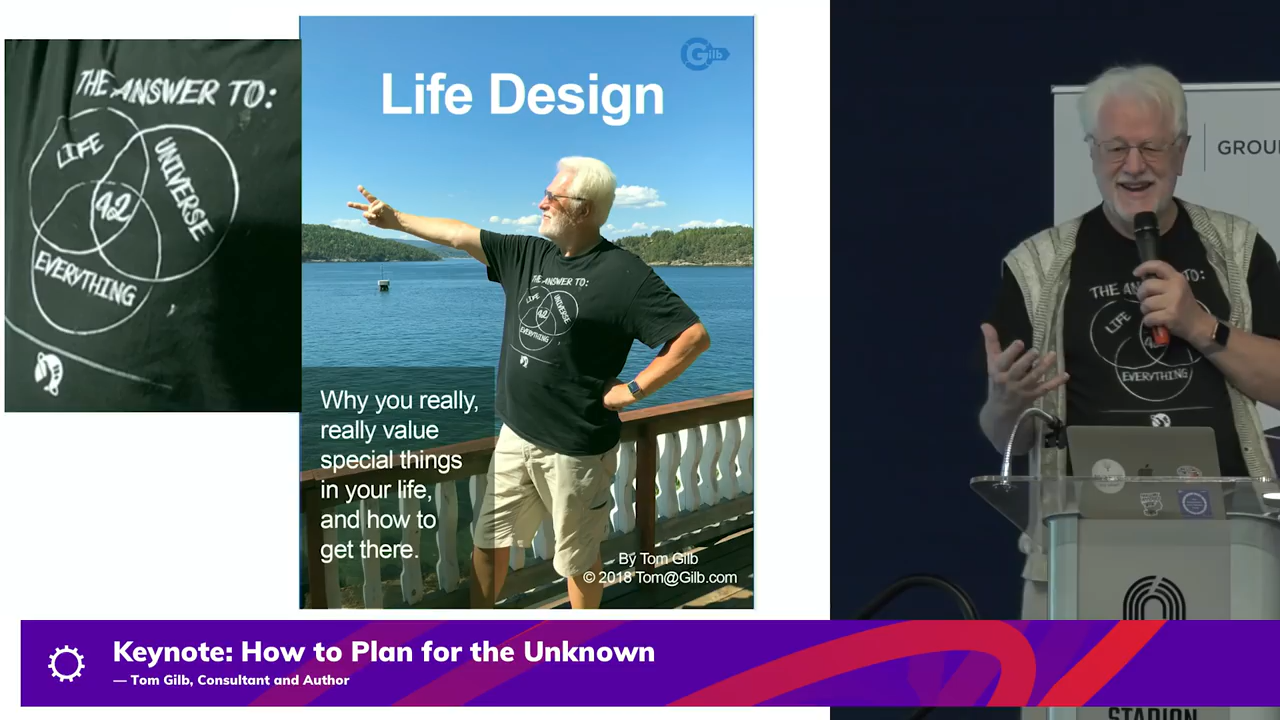 THE ANSWER TO:
LIFE
UNIVERSE
42
EVERYTHING
Gilb
Life Design
THE ANSWER TO:
LIFE
UNIVERSE
42
EVERYTHING
Why you really,
really value
special things
in your life,
and how to
get there.
By Tom Gilb
© 2018 Tom@Gilb.com
GROU
THE AN
TO:
LIFE
EVERYTHING
STADION
Keynote: How to Plan for the Unknown
— Tom Gilb, Consultant and Author